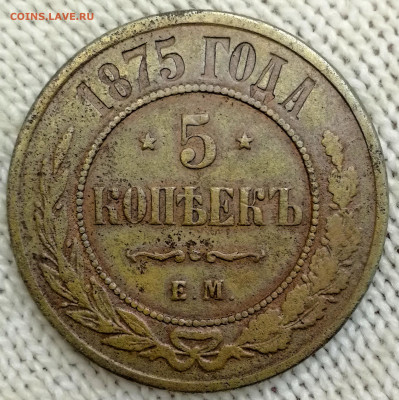 COINS.LAVE.RU
1875 ГОДА
5
КОПѢЕКЪ
Е.М.